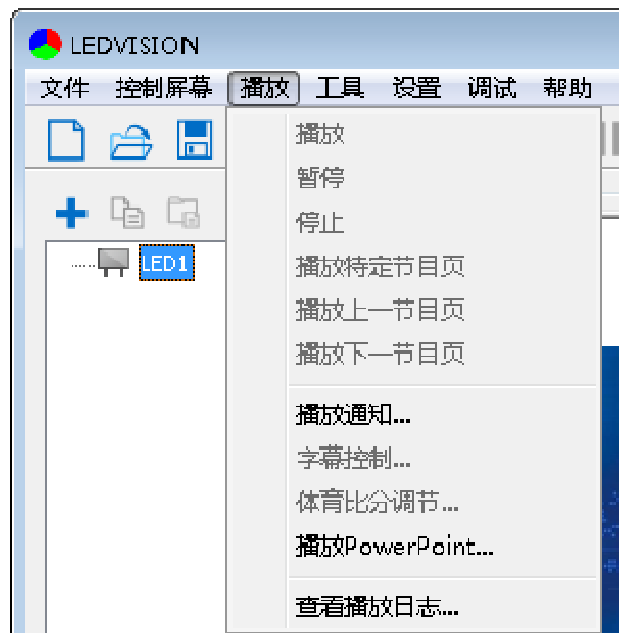 LEDVISION
文件 控制屏幕 播放 工具 设置 调试 帮助
播放
暂停
停止
LED1
播放特定节目页
播放上一节目页
播放下一节目页
播放通知...
字幕控制...
体育比分调节...
播放PowerPoint...
查看播放日志...